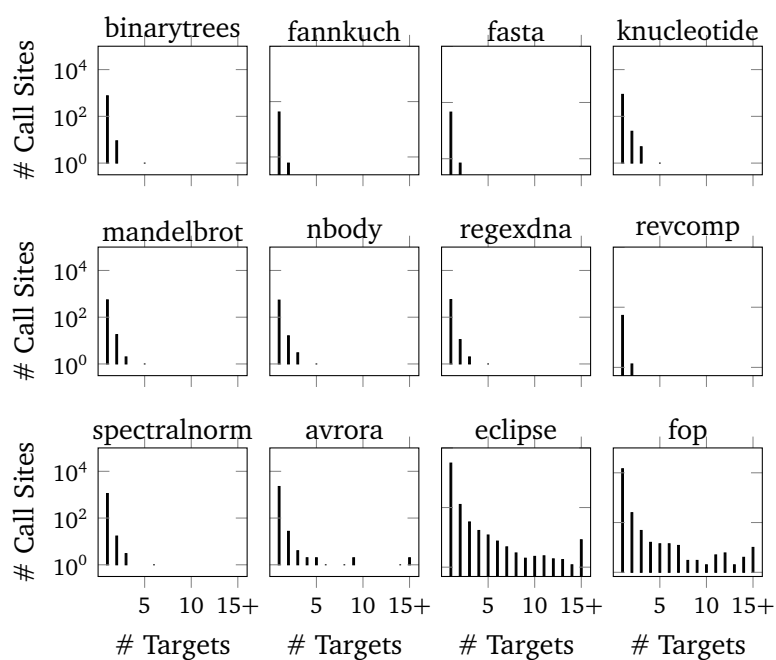 binarytrees fannkuch fasta knucleotide
# Call Sites 10^4 10^2 10^0
mandelbrot nbody regexdna revcomp
# Call Sites 10^4 10^2 10^0
spectralnorm avrora eclipse fop
# Call Sites 10^4 10^2 10^0
5 10 15+ 5 10 15+ 5 10 15+ 5 10 15+
# Targets # Targets # Targets # Targets